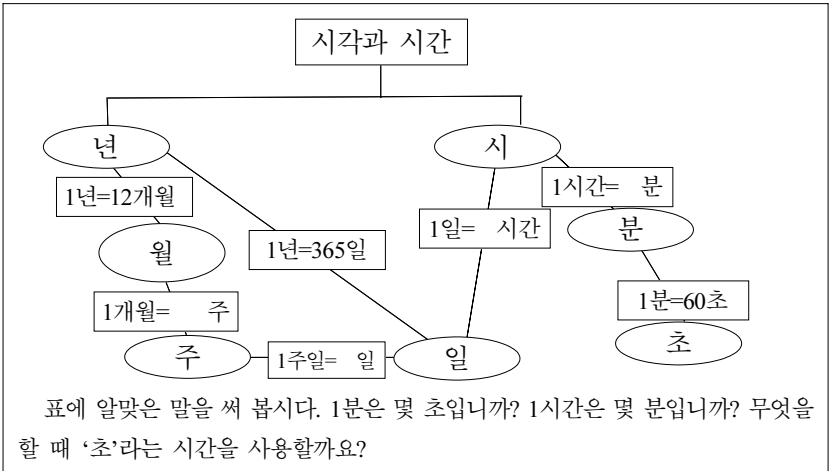 시각과 시간
년
시
1년=12개월
1시간=   분
월
1년=365일
1일=   시간
분
1개월=    주
1분=60초
주
1주일=   일
일
초
표에 알맞은 말을 써 봅시다. 1분은 몇 초입니까? 1시간은 몇 분입니까? 무엇을
할 때 ‘초’라는 시간을 사용할까요?